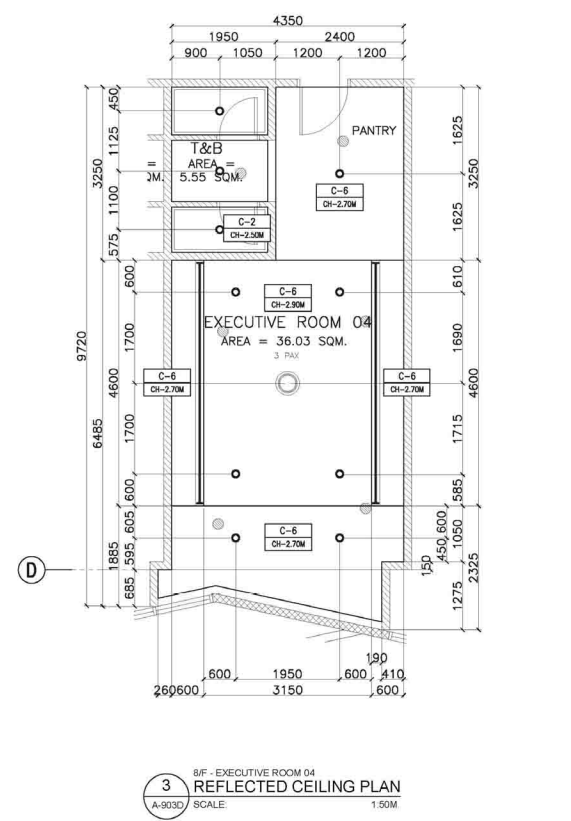 4350
1950 2400
900 1050 1200 1200
450
1125
3250
1100
575
1625
3250
1625
PANTRY
T&B
= AREA =
QM. 5.55 SQM.
C-6
CH-2.70M
C-2
CH-2.50M
600
1700
4600
1700
600
9720
6485
610
1690
4600
1715
585
C-6
CH-2.90M
EXECUTIVE ROOM 04
AREA = 36.03 SQM.
3 PAX
C-6
CH-2.70M
C-6
CH-2.70M
C-6
CH-2.70M
605
595
1885
685
600
450
1050
150
2325
1275
D
190
600 1950 600 410
260 600 3150 600
3
A-903D
8/F - EXECUTIVE ROOM 04
REFLECTED CEILING PLAN
SCALE: 1:50M